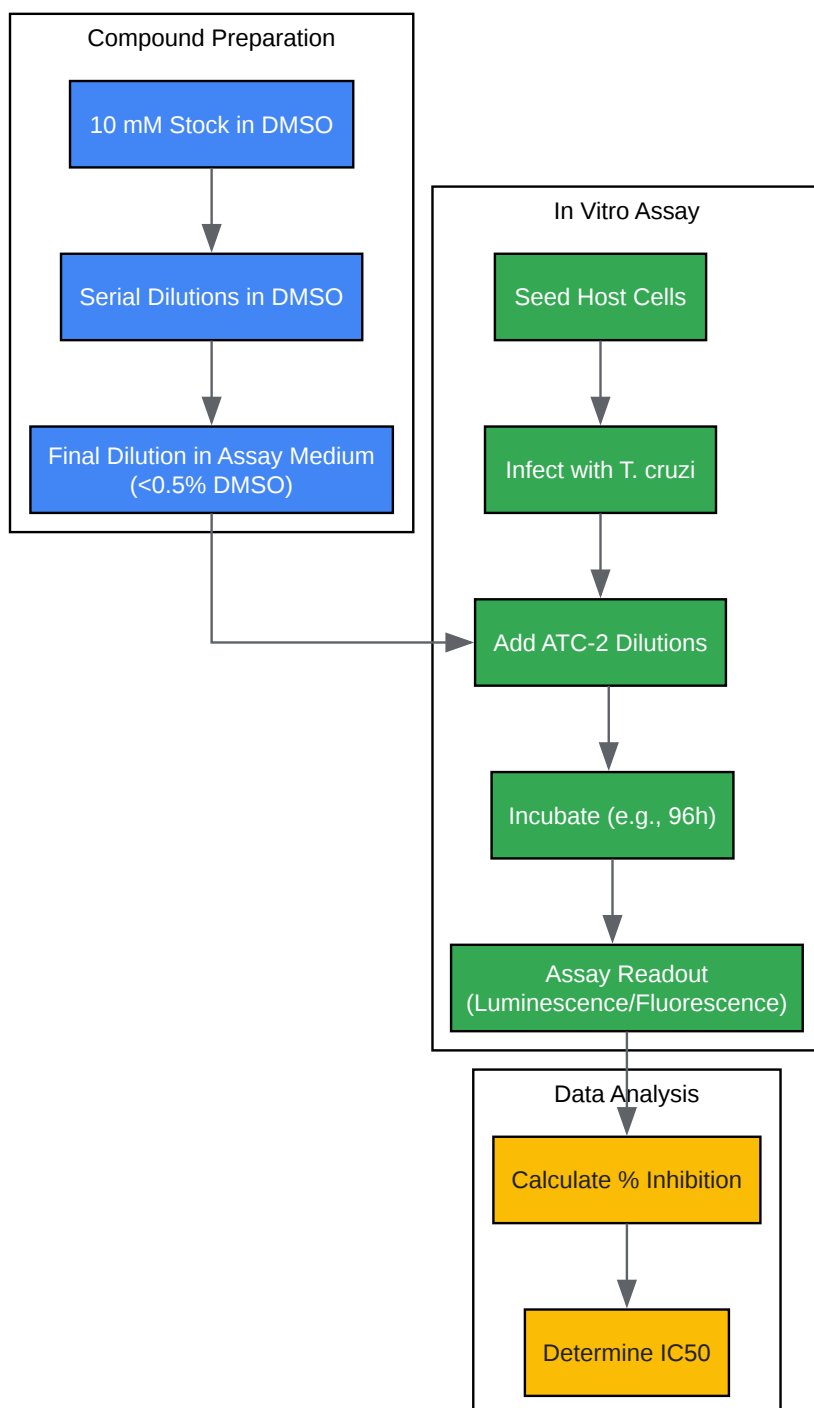 Compound Preparation
10 mM Stock in DMSO
Serial Dilutions in DMSO
Final Dilution in Assay Medium
(<0.5% DMSO)
In Vitro Assay
Seed Host Cells
Infect with T. cruzi
Add ATC-2 Dilutions
Incubate (e.g., 96h)
Assay Readout
(Luminescence/Fluorescence)
Data Analysis
Calculate % Inhibition
Determine IC50